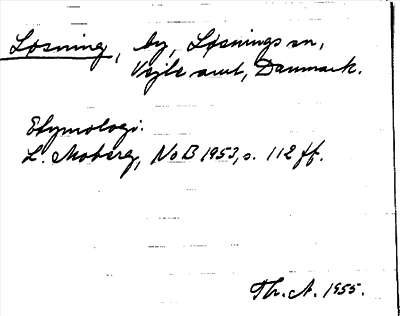 Løsning, by, Løsnings sn,
Vejle amt, Danmark.
Etymologi:
L. Moberg, NoB 1953, s. 112 ff.
Th. A. 1955.